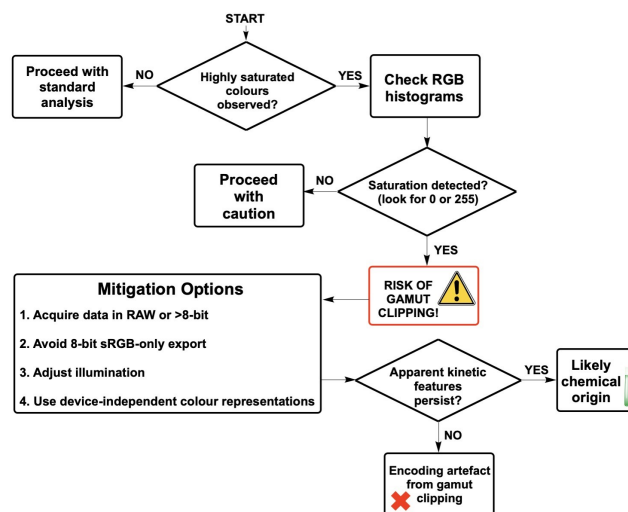 START
Proceed with
standard
analysis
NO
Highly saturated
colours
observed?
YES
Check RGB
histograms
Proceed
with
caution
NO
Saturation detected?
(look for 0 or 255)
YES
RISK OF
GAMUT
CLIPPING!
Mitigation Options
1. Acquire data in RAW or >8-bit
2. Avoid 8-bit sRGB-only export
3. Adjust illumination
4. Use device-independent colour representations
Apparent kinetic
features
persist?
YES
Likely
chemical
origin
NO
Encoding artefact
from gamut
clipping